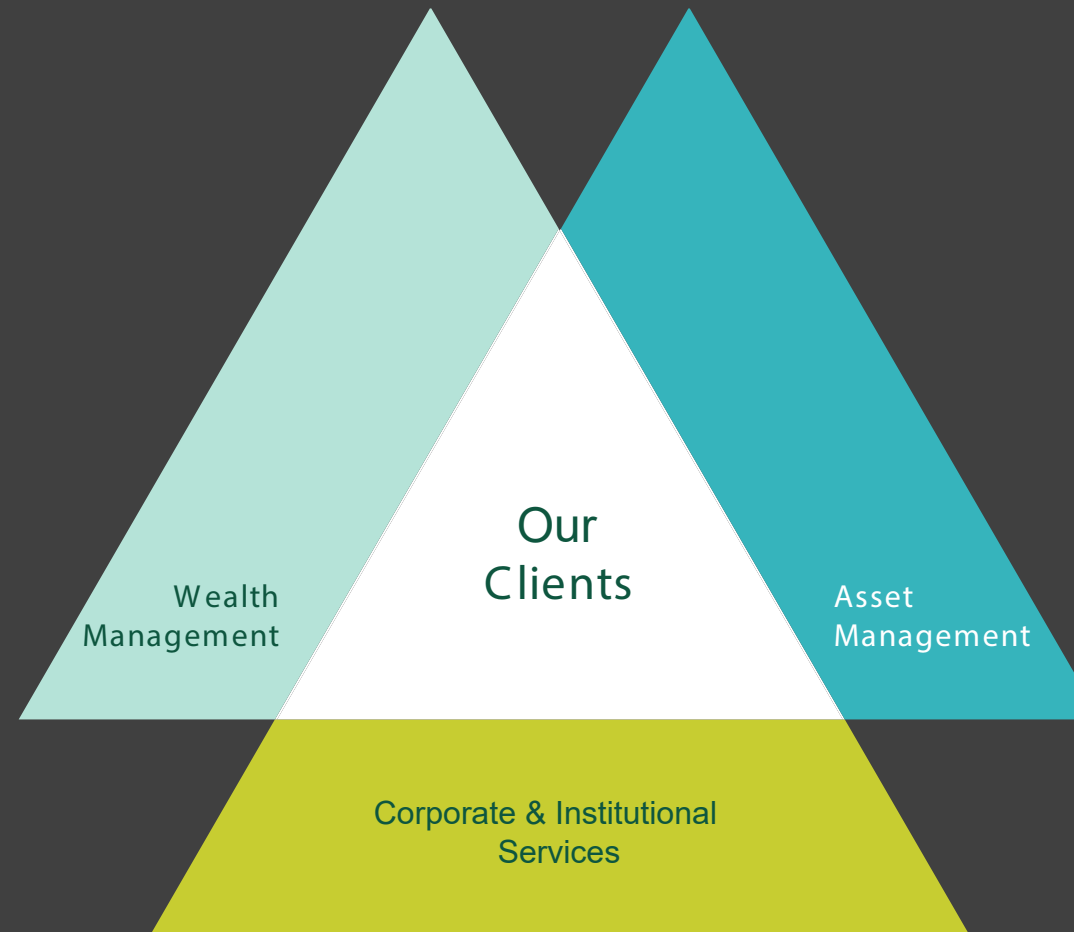 Our
Clients
Wealth
Management
Asset
Management
Corporate & Institutional
Services